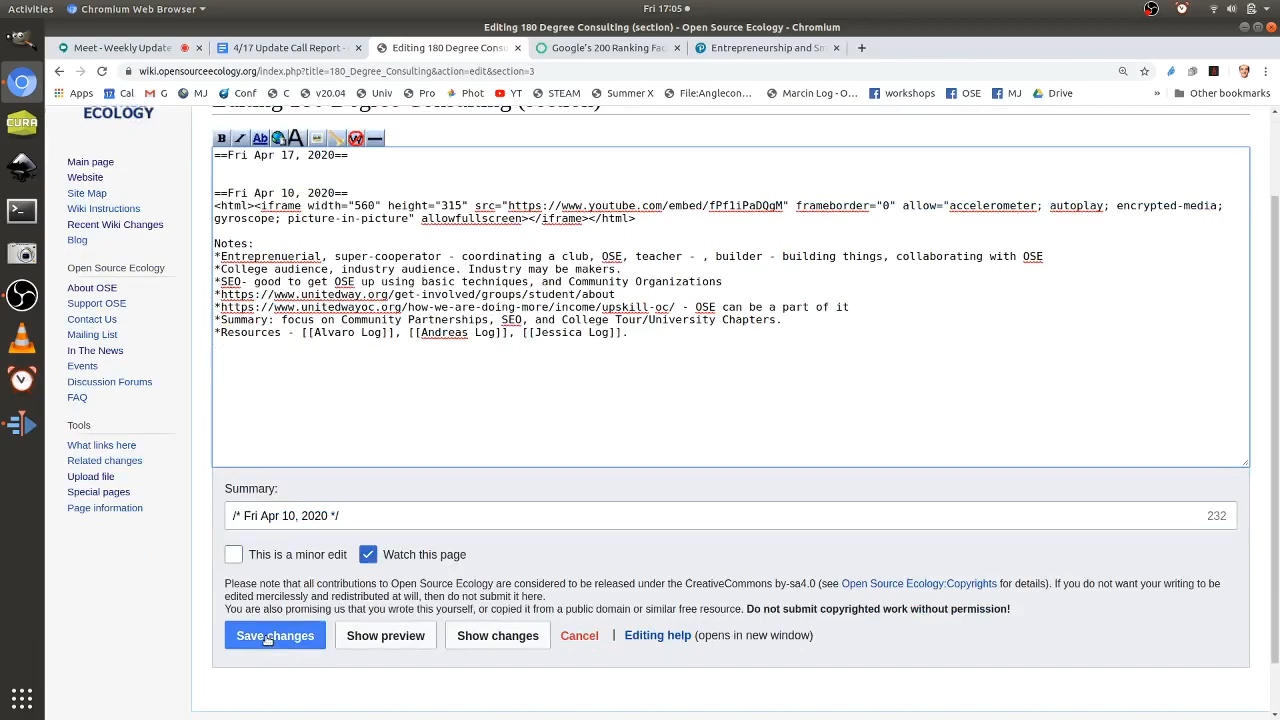 Activities
Chromium Web Browser
Fri 17:05
Editing 180 Degree Consulting (section) - Open Source Ecology - Chromium
Meet - Weekly Update
4/17 Update Call Report -
Editing 180 Degree Consu
Google's 200 Ranking Fac
Entrepreneurship and Sm
wiki.opensourceecology.org/index.php?title=180_Degree_Consulting&action=edit&section=3
Apps
Cal
G
MJ
Conf
C
v20.04
Univ
Pro
Phot
YT
STEAM
Summer X
File:Anglecon...
Marcin Log - O...
workshops
OSE
MJ
Drive
Other bookmarks
Editing 180 Degree Consulting (section)
ECOLOGY
Main page
Website
Site Map
Wiki Instructions
Recent Wiki Changes
Blog
Open Source Ecology
About OSE
Support OSE
Contact Us
Mailing List
In The News
Events
Discussion Forums
FAQ
Tools
What links here
Related changes
Upload file
Special pages
Page information
B I Ab A
==Fri Apr 17, 2020==
==Fri Apr 10, 2020==
<html><iframe width="560" height="315" src="https://www.youtube.com/embed/fPf1iPaDQgM" frameborder="0" allow="accelerometer; autoplay; encrypted-media;
gyroscope; picture-in-picture" allowfullscreen></iframe></html>
Notes:
*Entreprenuerial, super-cooperator - coordinating a club, OSE, teacher - , builder - building things, collaborating with OSE
*College audience, industry audience. Industry may be makers.
*SEO- good to get OSE up using basic techniques, and Community Organizations
*https://www.unitedway.org/get-involved/groups/student/about
*https://www.unitedwayoc.org/how-we-are-doing-more/income/upskill-oc/ - OSE can be a part of it
*Summary: focus on Community Partnerships, SEO, and College Tour/University Chapters.
*Resources - [[Alvaro Log]], [[Andreas Log]], [[Jessica Log]].
Summary:
/* Fri Apr 10, 2020 */
232
This is a minor edit
Watch this page
Please note that all contributions to Open Source Ecology are considered to be released under the CreativeCommons by-sa4.0 (see Open Source Ecology:Copyrights for details). If you do not want your writing to be
edited mercilessly and redistributed at will, then do not submit it here.
You are also promising us that you wrote this yourself, or copied it from a public domain or similar free resource. Do not submit copyrighted work without permission!
Save changes
Show preview
Show changes
Cancel
|
Editing help (opens in new window)
CURA